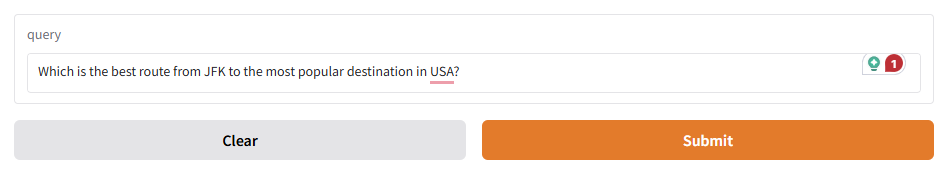 query
Which is the best route from JFK to the most popular destination in USA?
1
Clear
Submit